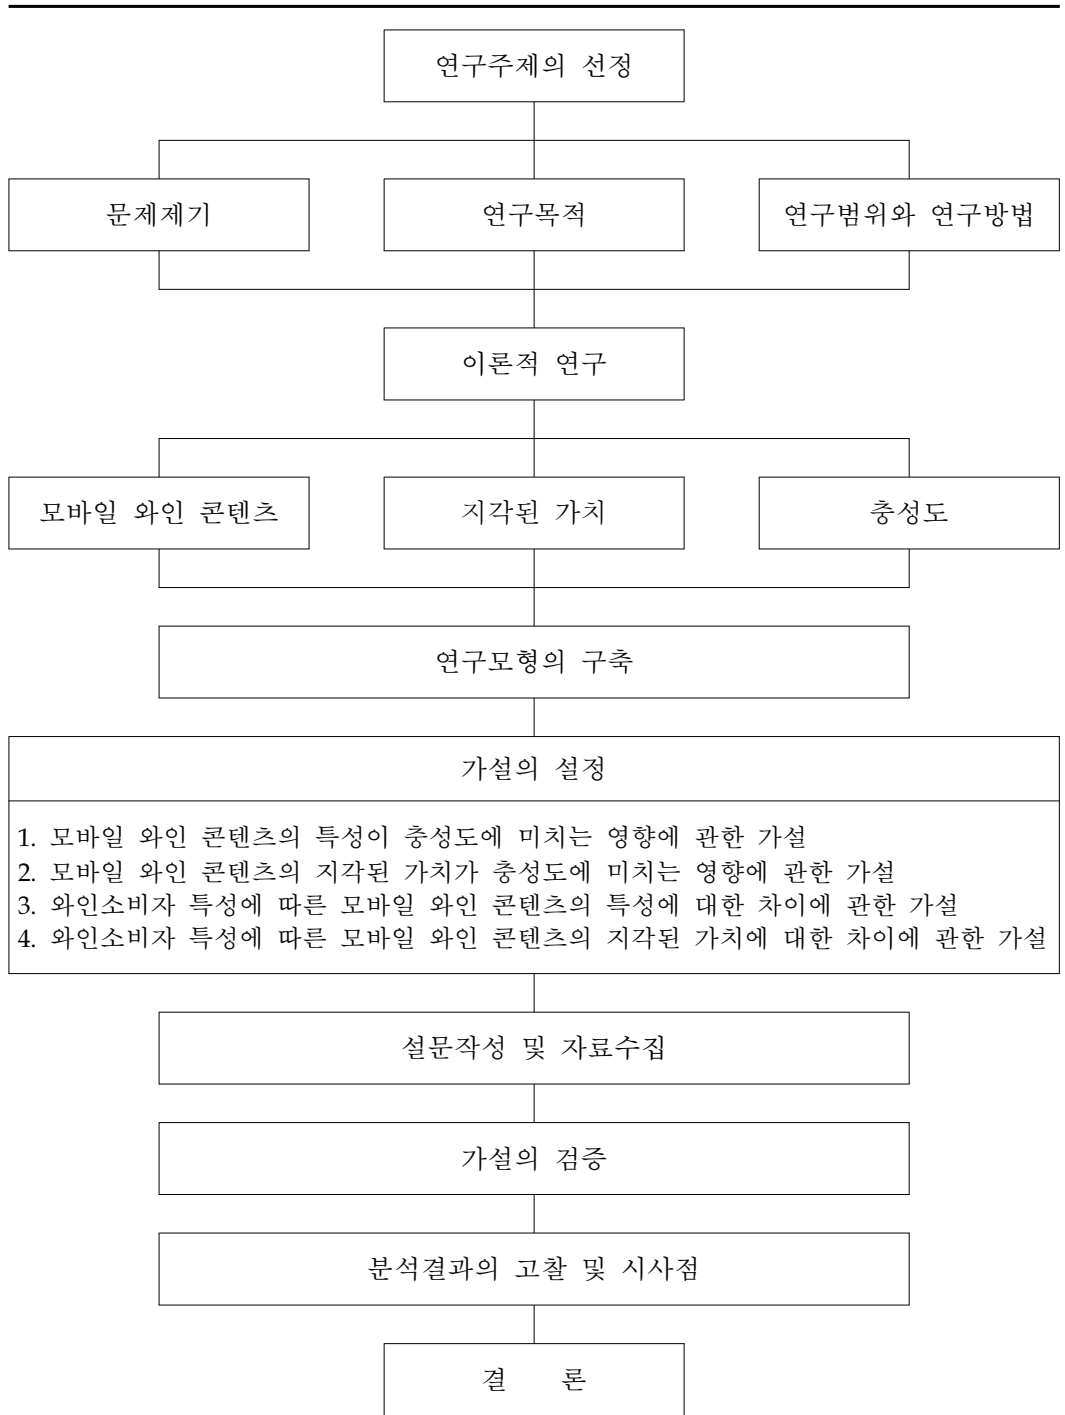 연구주제의 선정
문제제기
연구목적
연구범위와 연구방법
이론적 연구
모바일 와인 콘텐츠
지각된 가치
충성도
연구모형의 구축
가설의 설정
1. 모바일 와인 콘텐츠의 특성이 충성도에 미치는 영향에 관한 가설
2. 모바일 와인 콘텐츠의 지각된 가치가 충성도에 미치는 영향에 관한 가설
3. 와인소비자 특성에 따른 모바일 와인 콘텐츠의 특성에 대한 차이에 관한 가설
4. 와인소비자 특성에 따른 모바일 와인 콘텐츠의 지각된 가치에 대한 차이에 관한 가설
설문작성 및 자료수집
가설의 검증
분석결과의 고찰 및 시사점
결 론